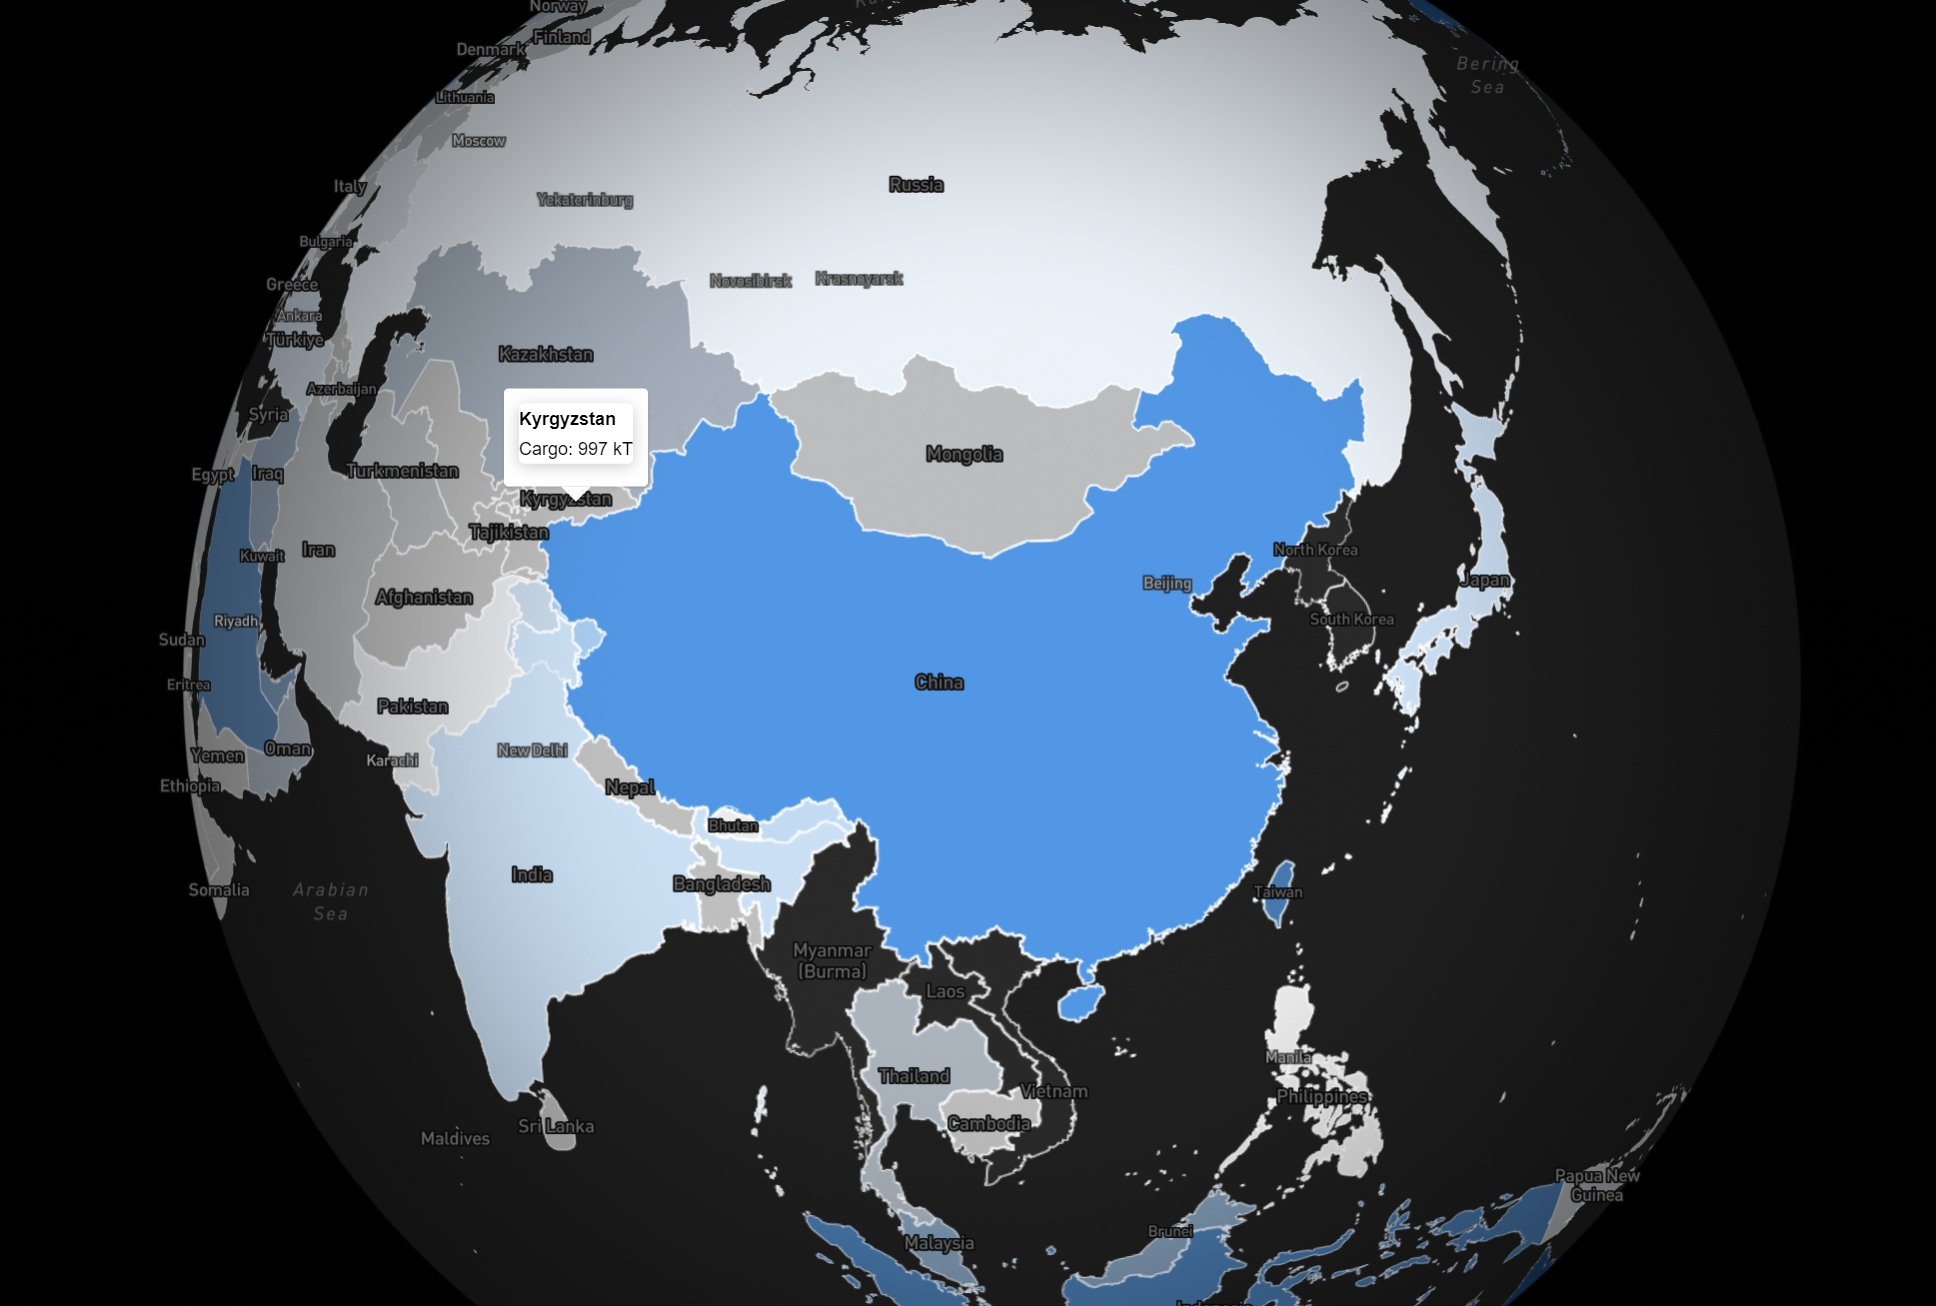 Norway
Finland
Denmark
Bering
Sea
Lithuania
Moscow
Russia
Italy
Yekaterinburg
Bulgaria
Novosibirsk
Krasnoyarsk
Greece
Ankara
Türkiye
Kazakhstan
Azerbaijan
Syria
Kyrgyzstan
Cargo: 997 kT
Mongolia
Egypt
Iraq
Turkmenistan
Kyrgyzstan
Tajikistan
Kuwait
Iran
North Korea
Beijing
Japan
Afghanistan
Riyadh
South Korea
Sudan
Eritrea
China
Pakistan
Yemen
Oman
New Delhi
Karachi
Ethiopia
Nepal
Bhutan
India
Bangladesh
Somalia
Arabian
Sea
Taiwan
Myanmar
(Burma)
Laos
Manila
Thailand
Vietnam
Philippines
Cambodia
Sri Lanka
Maldives
Papua New
Guinea
Brunei
Malaysia